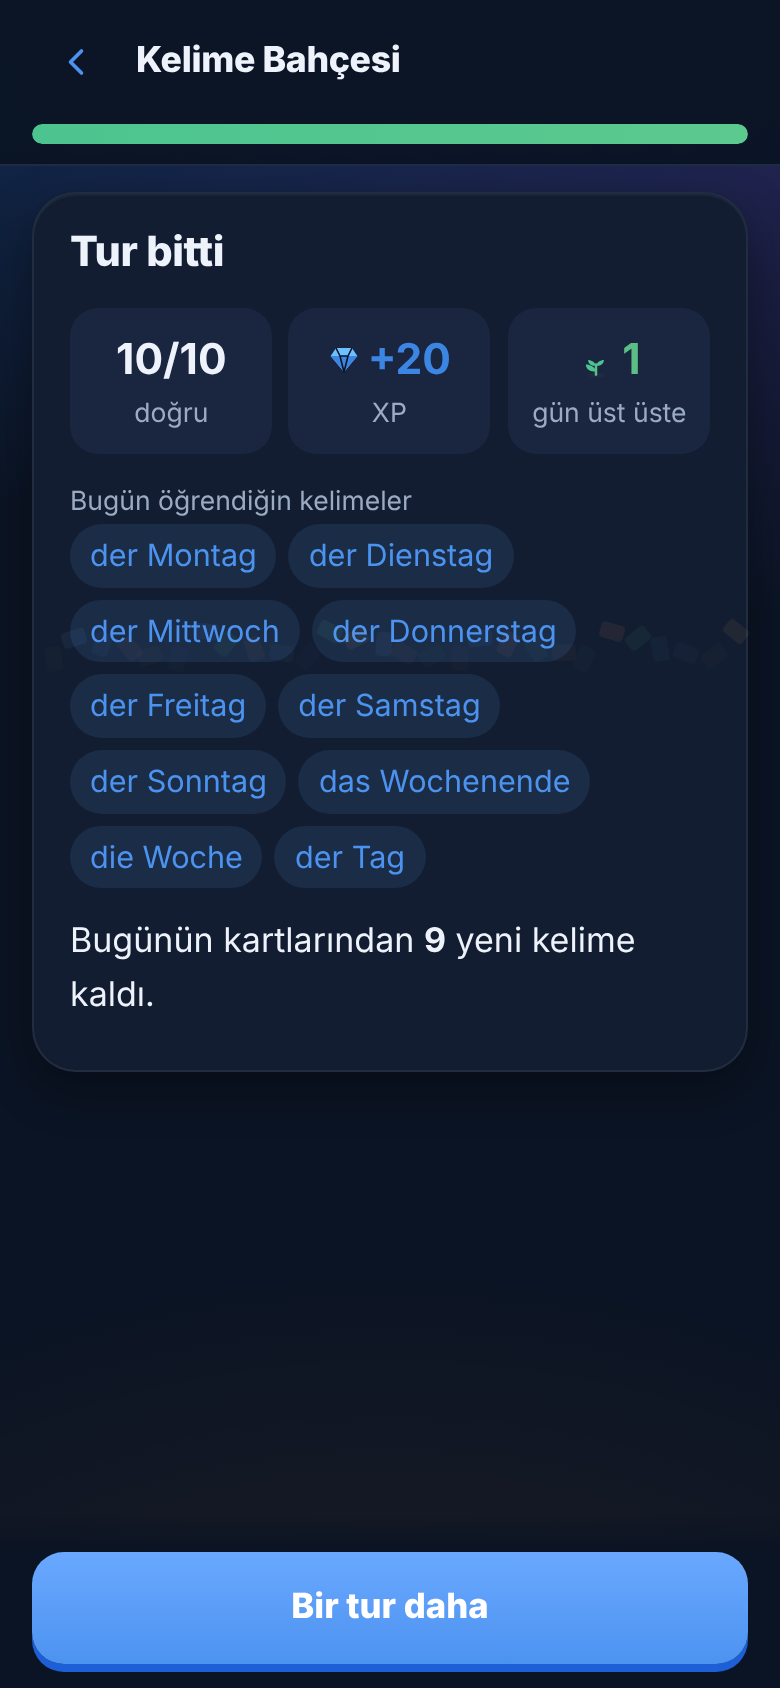 Kelime Bahçesi
Tur bitti
10/10
doğru
+20
XP
1
gün üst üste
Bugün öğrendiğin kelimeler
der Montag
der Dienstag
der Mittwoch
der Donnerstag
der Freitag
der Samstag
der Sonntag
das Wochenende
die Woche
der Tag
Bugünün kartlarından 9 yeni kelime
kaldı.
Bir tur daha